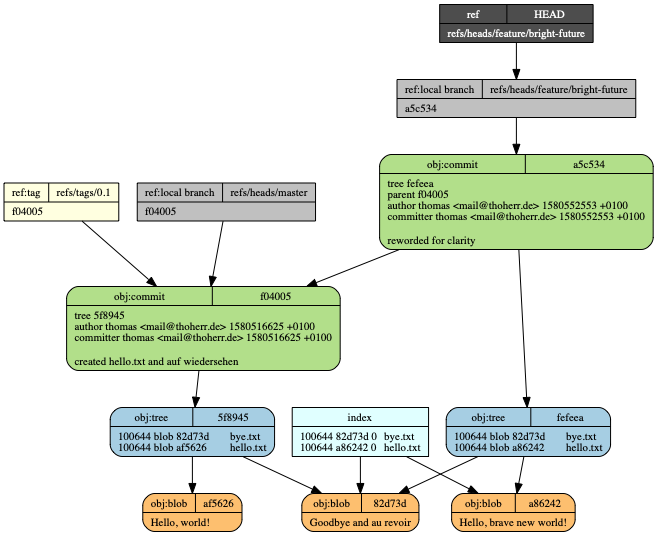 ref HEAD
refs/heads/feature/bright-future
ref:local branch refs/heads/feature/bright-future
a5c534
obj:commit a5c534
tree fefeea
parent f04005
author thomas <mail@thoherr.de> 1580552553 +0100
committer thomas <mail@thoherr.de> 1580552553 +0100
reworded for clarity
ref:tag refs/tags/0.1
f04005
ref:local branch refs/heads/master
f04005
obj:commit f04005
tree 5f8945
author thomas <mail@thoherr.de> 1580516625 +0100
committer thomas <mail@thoherr.de> 1580516625 +0100
created hello.txt and auf wiedersehen
obj:tree 5f8945
100644 blob 82d73d bye.txt
100644 blob af5626 hello.txt
index
100644 82d73d 0 bye.txt
100644 a86242 0 hello.txt
obj:tree fefeea
100644 blob 82d73d bye.txt
100644 blob a86242 hello.txt
obj:blob af5626
Hello, world!
obj:blob 82d73d
Goodbye and au revoir
obj:blob a86242
Hello, brave new world!